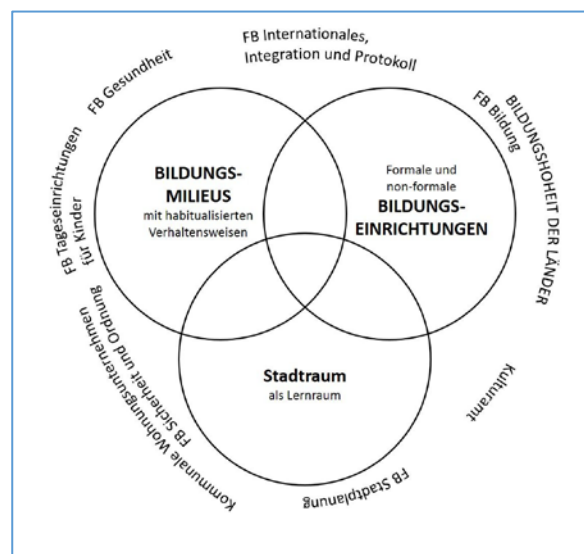 FB Internationales,
Integration und Protokoll
FB Gesundheit
FB Tageseinrichtungen
für Kinder
BILDUNGS-
MILIEUS
mit habitualisierten
Verhaltensweisen
Formale und
non-formale
BILDUNGS-
EINRICHTUNGEN
FB Bildung
BILDUNGSHOHEIT DER LÄNDER
Stadtraum
als Lernraum
FB Sicherheit und Ordnung
Kommunale Wohnungsunternehmen
Kulturamt
FB Stadtplanung